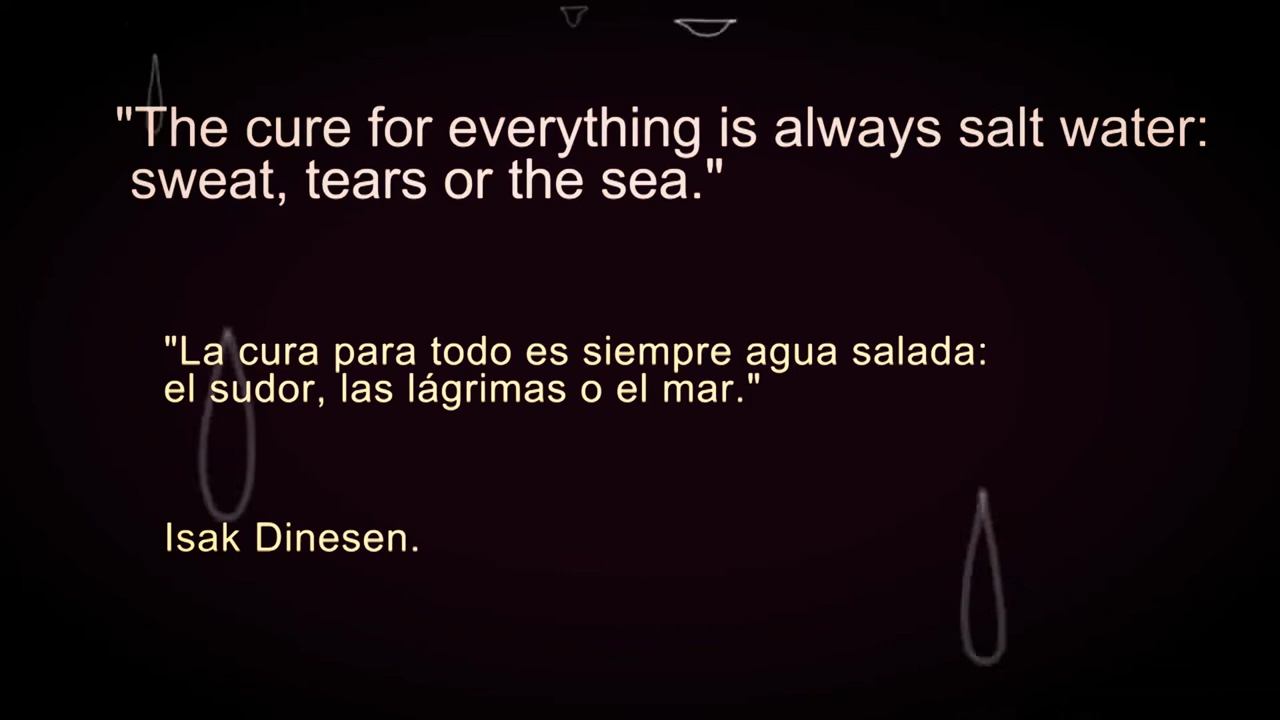 "The cure for everything is always salt water:
sweat, tears or the sea."
"La cura para todo es siempre agua salada:
el sudor, las lágrimas o el mar."
Isak Dinesen.